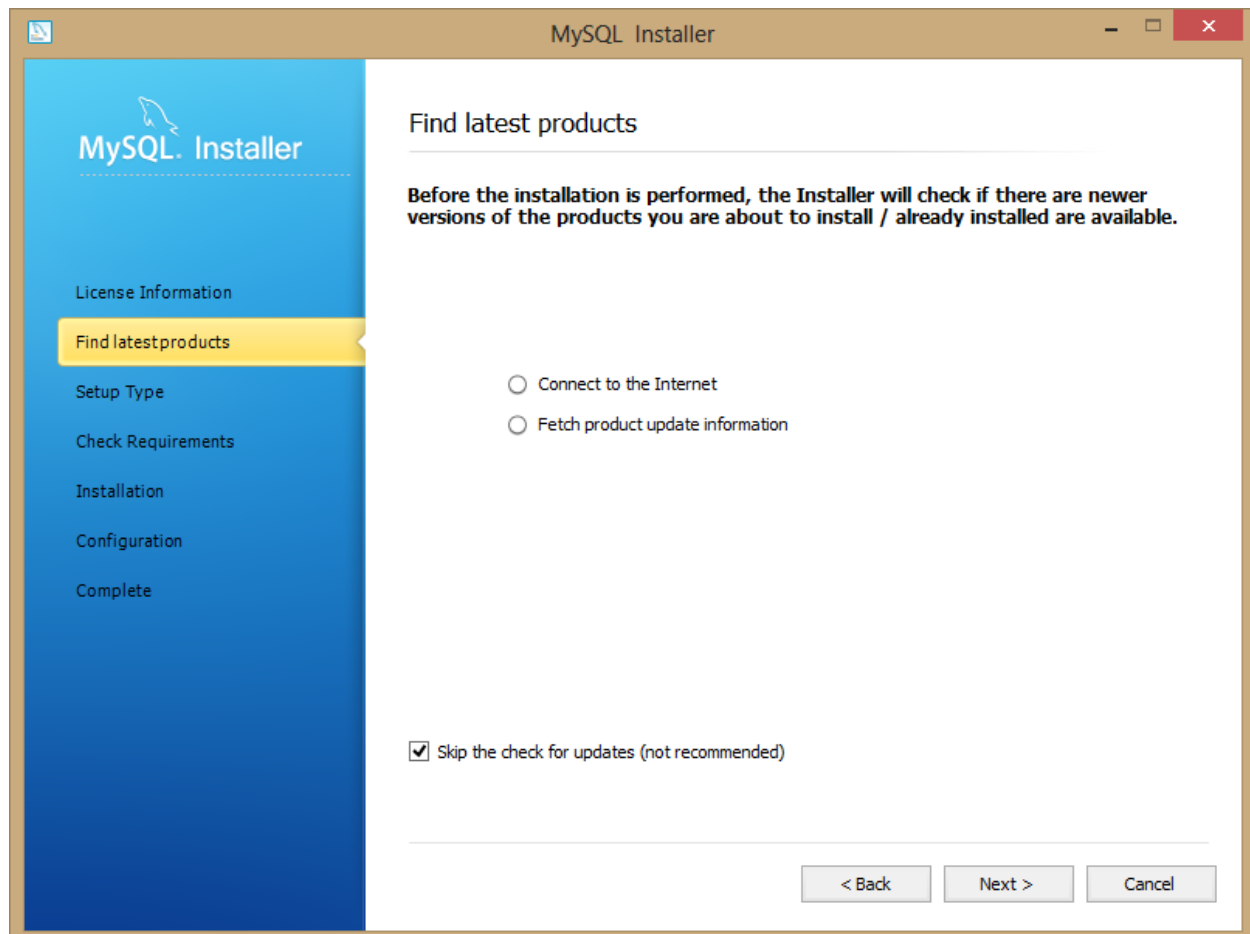 MySQL Installer
MySQL. Installer
License Information
Find latest products
Setup Type
Check Requirements
Installation
Configuration
Complete
Find latest products
Before the installation is performed, the Installer will check if there are newer
versions of the products you are about to install / already installed are available.
Connect to the Internet
Fetch product update information
Skip the check for updates (not recommended)
< Back Next > Cancel